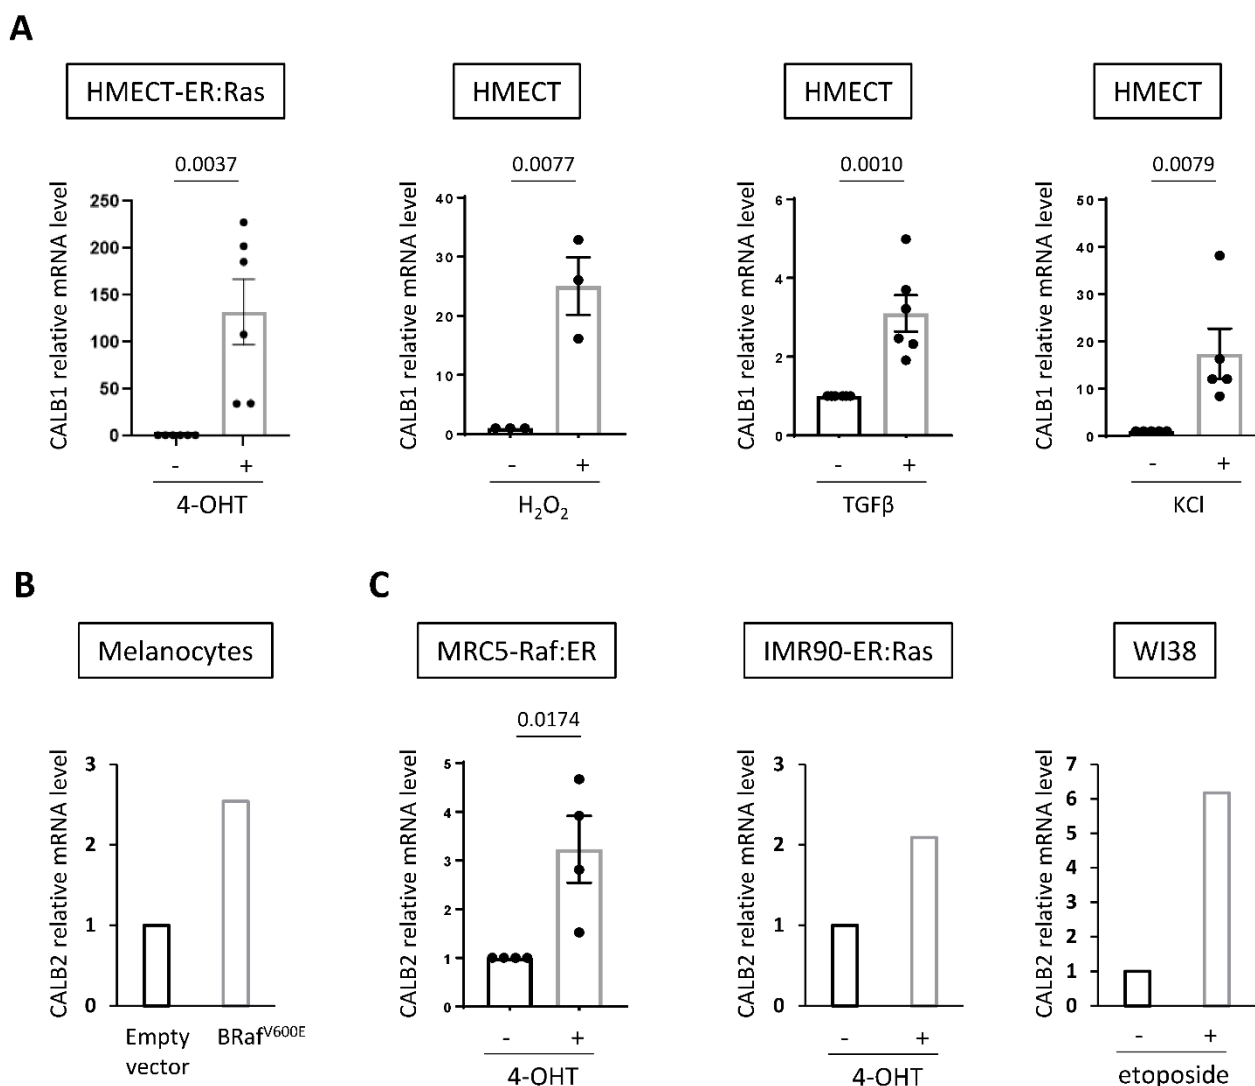 A
HMECT-ER:Ras
0.0037
CALB1 relative mRNA level
250
200
150
100
50
0
- +
4-OHT
HMECT
0.0077
CALB1 relative mRNA level
40
30
20
10
0
- +
H₂O₂
HMECT
0.0010
CALB1 relative mRNA level
6
4
2
0
- +
TGFβ
HMECT
0.0079
CALB1 relative mRNA level
50
40
30
20
10
0
- +
KCl
B
Melanocytes
CALB2 relative mRNA level
3
2
1
0
Empty
vector
BRafⱽ⁶⁰⁰ᴱ
C
MRC5-Raf:ER
0.0174
CALB2 relative mRNA level
5
4
3
2
1
0
- +
4-OHT
IMR90-ER:Ras
CALB2 relative mRNA level
3
2
1
0
- +
4-OHT
WI38
CALB2 relative mRNA level
7
6
5
4
3
2
1
0
- +
etoposide